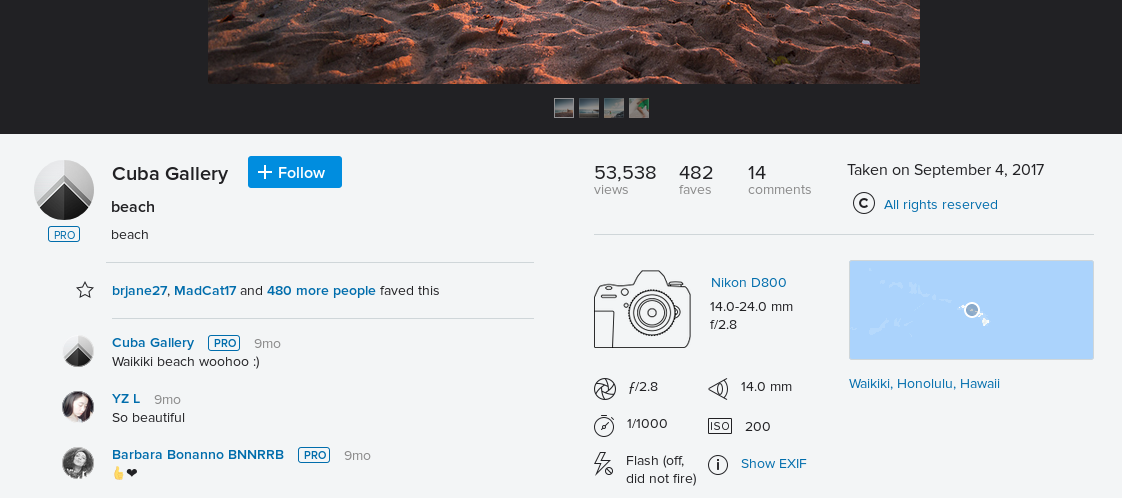 Cuba Gallery
+ Follow
beach
beach
PRO
brjane27, MadCat17 and 480 more people faved this
Cuba Gallery PRO 9mo
Waikiki beach woohoo :)
YZ L 9mo
So beautiful
Barbara Bonanno BNNRRB PRO 9mo
🖕❤
53,538 482 14
views faves comments
Taken on September 4, 2017
C All rights reserved
Nikon D800
14.0-24.0 mm
f/2.8
ƒ/2.8 14.0 mm
1/1000 ISO 200
Flash (off, did not fire)
i Show EXIF
Waikiki, Honolulu, Hawaii